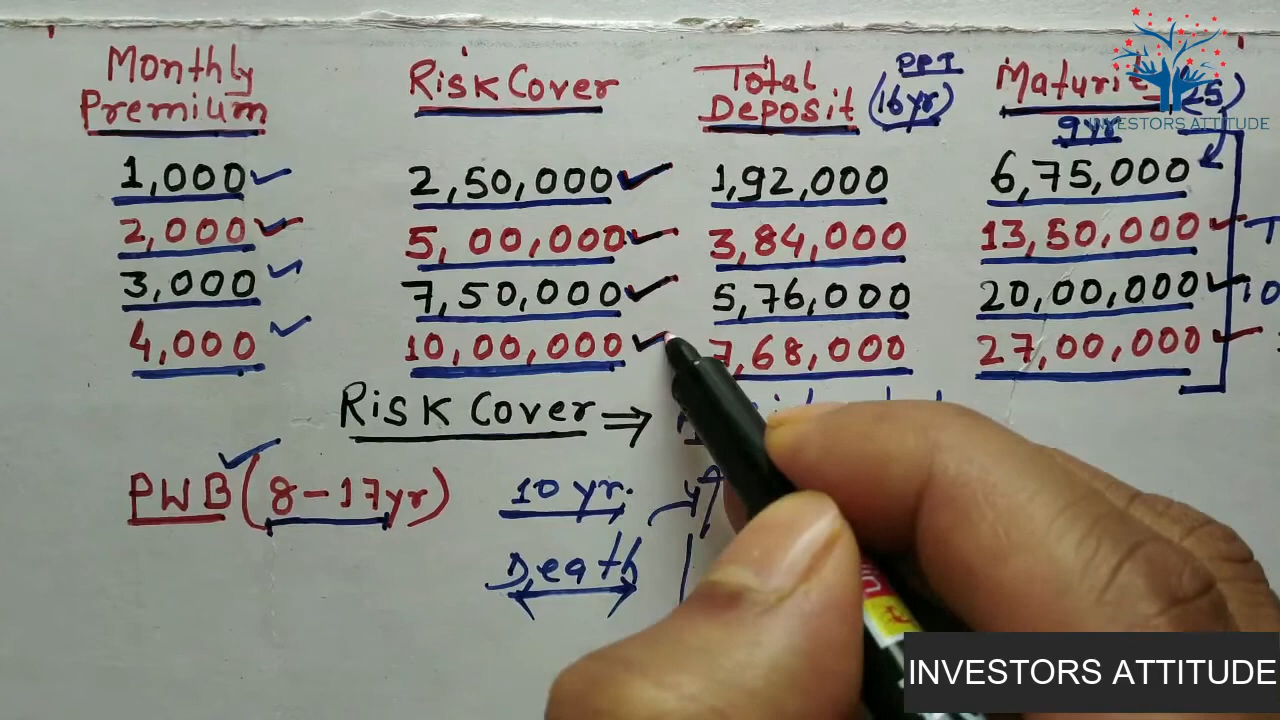 Monthly Premium
Risk Cover
Total Deposit
PPT
(16yr)
Maturit (25)
9yr
INVESTORS ATTITUDE
1,000 2,50,000 1,92,000 6,75,000
2,000 5,00,000 3,84,000 13,50,000
3,000 7,50,000 5,76,000 20,00,000
4,000 10,00,000 7,68,000 27,00,000
Risk Cover ⇒
PWB (8-17yr) 10 yr.
Death
INVESTORS ATTITUDE